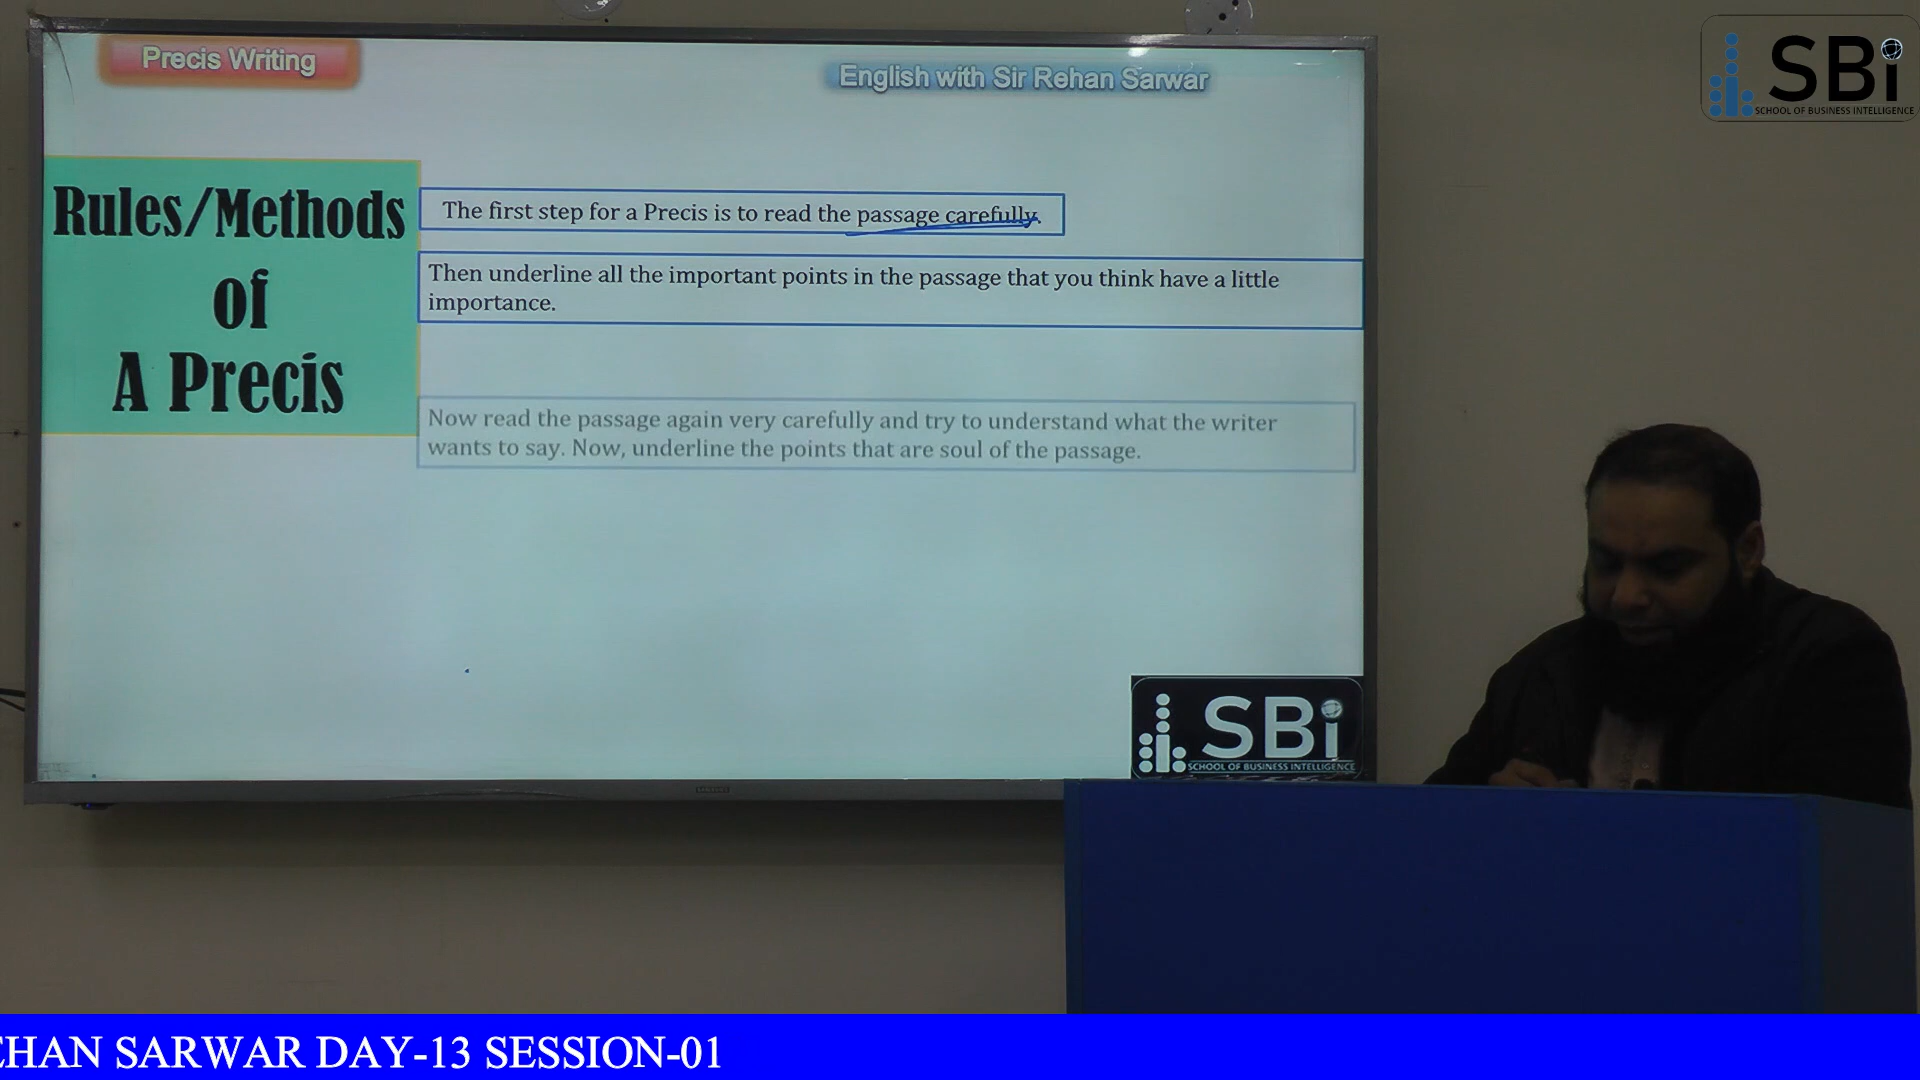 Precis Writing
English with Sir Rehan Sarwar
SBi
SCHOOL OF BUSINESS INTELLIGENCE
Rules/Methods
of
A Precis
The first step for a Precis is to read the passage carefully.
Then underline all the important points in the passage that you think have a little
importance.
Now read the passage again very carefully and try to understand what the writer
wants to say. Now, underline the points that are soul of the passage.
SBi
SCHOOL OF BUSINESS INTELLIGENCE
EHAN SARWAR DAY-13 SESSION-01